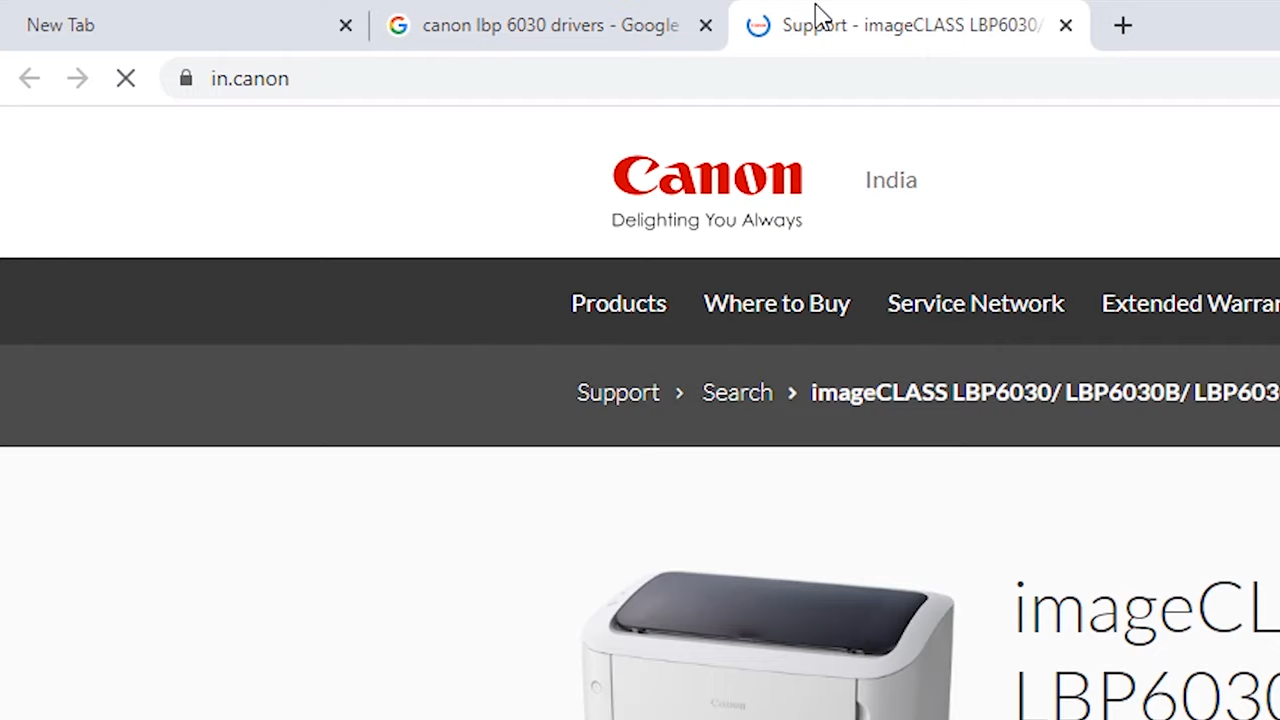 New Tab
canon lbp 6030 drivers - Google
Support - imageCLASS LBP6030/
in.canon
Canon
Delighting You Always
India
Products Where to Buy Service Network Extended Warran
Support > Search > imageCLASS LBP6030/ LBP6030B/ LBP603
imageCL
LBP6030
Canon